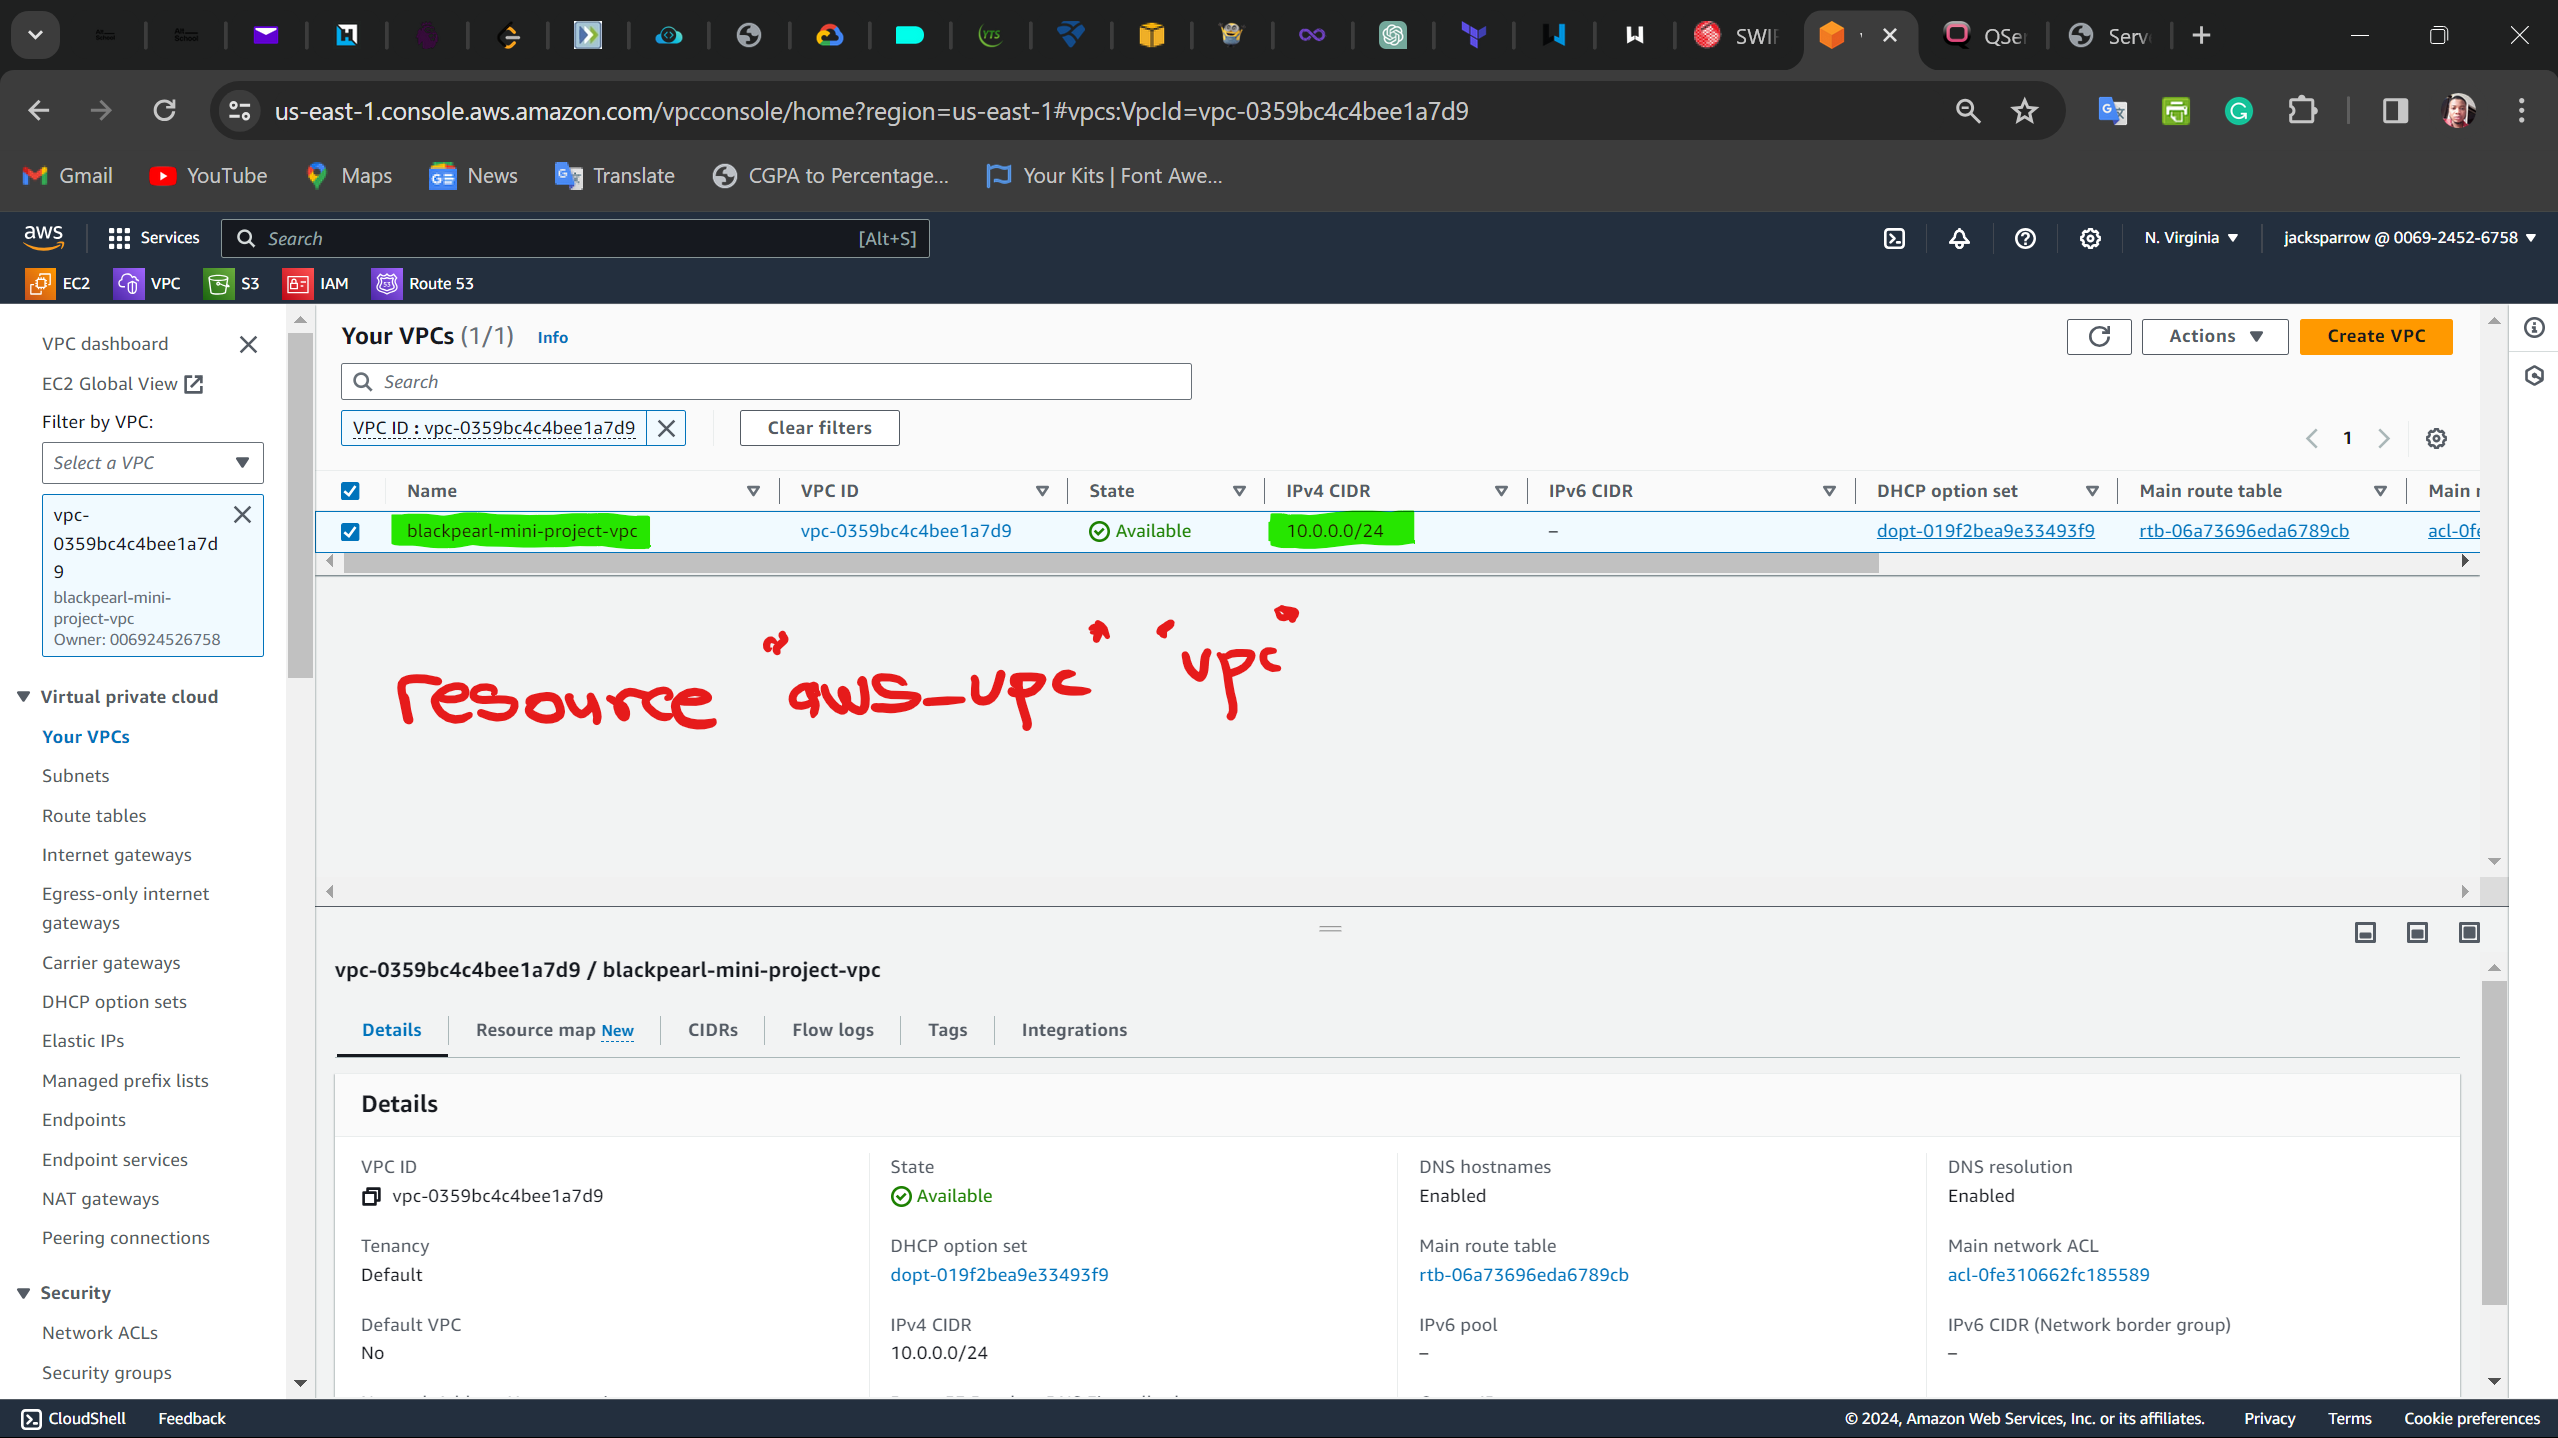 SWIF
QSer
Serv
us-east-1.console.aws.amazon.com/vpcconsole/home?region=us-east-1#vpcs:VpcId=vpc-0359bc4c4bee1a7d9
Gmail YouTube Maps News Translate CGPA to Percentage... Your Kits | Font Awe...
aws Services Search [Alt+S] N. Virginia jacksparrow @ 0069-2452-6758
EC2 VPC S3 IAM Route 53
VPC dashboard
EC2 Global View
Filter by VPC:
Select a VPC
vpc-
0359bc4c4bee1a7d
9
blackpearl-mini-
project-vpc
Owner: 006924526758
Virtual private cloud
Your VPCs
Subnets
Route tables
Internet gateways
Egress-only internet
gateways
Carrier gateways
DHCP option sets
Elastic IPs
Managed prefix lists
Endpoints
Endpoint services
NAT gateways
Peering connections
Security
Network ACLs
Security groups
Your VPCs (1/1) Info
Actions Create VPC
Search
VPC ID : vpc-0359bc4c4bee1a7d9 Clear filters
1
Name VPC ID State IPv4 CIDR IPv6 CIDR DHCP option set Main route table Main
blackpearl-mini-project-vpc vpc-0359bc4c4bee1a7d9 Available 10.0.0.0/24 – dopt-019f2bea9e33493f9 rtb-06a73696eda6789cb acl-0fe
resource "aws_vpc" "vpc"
vpc-0359bc4c4bee1a7d9 / blackpearl-mini-project-vpc
Details Resource map New CIDRs Flow logs Tags Integrations
Details
VPC ID State DNS hostnames DNS resolution
vpc-0359bc4c4bee1a7d9 Available Enabled Enabled
Tenancy DHCP option set Main route table Main network ACL
Default dopt-019f2bea9e33493f9 rtb-06a73696eda6789cb acl-0fe310662fc185589
Default VPC IPv4 CIDR IPv6 pool IPv6 CIDR (Network border group)
No 10.0.0.0/24 – –
CloudShell Feedback © 2024, Amazon Web Services, Inc. or its affiliates. Privacy Terms Cookie preferences